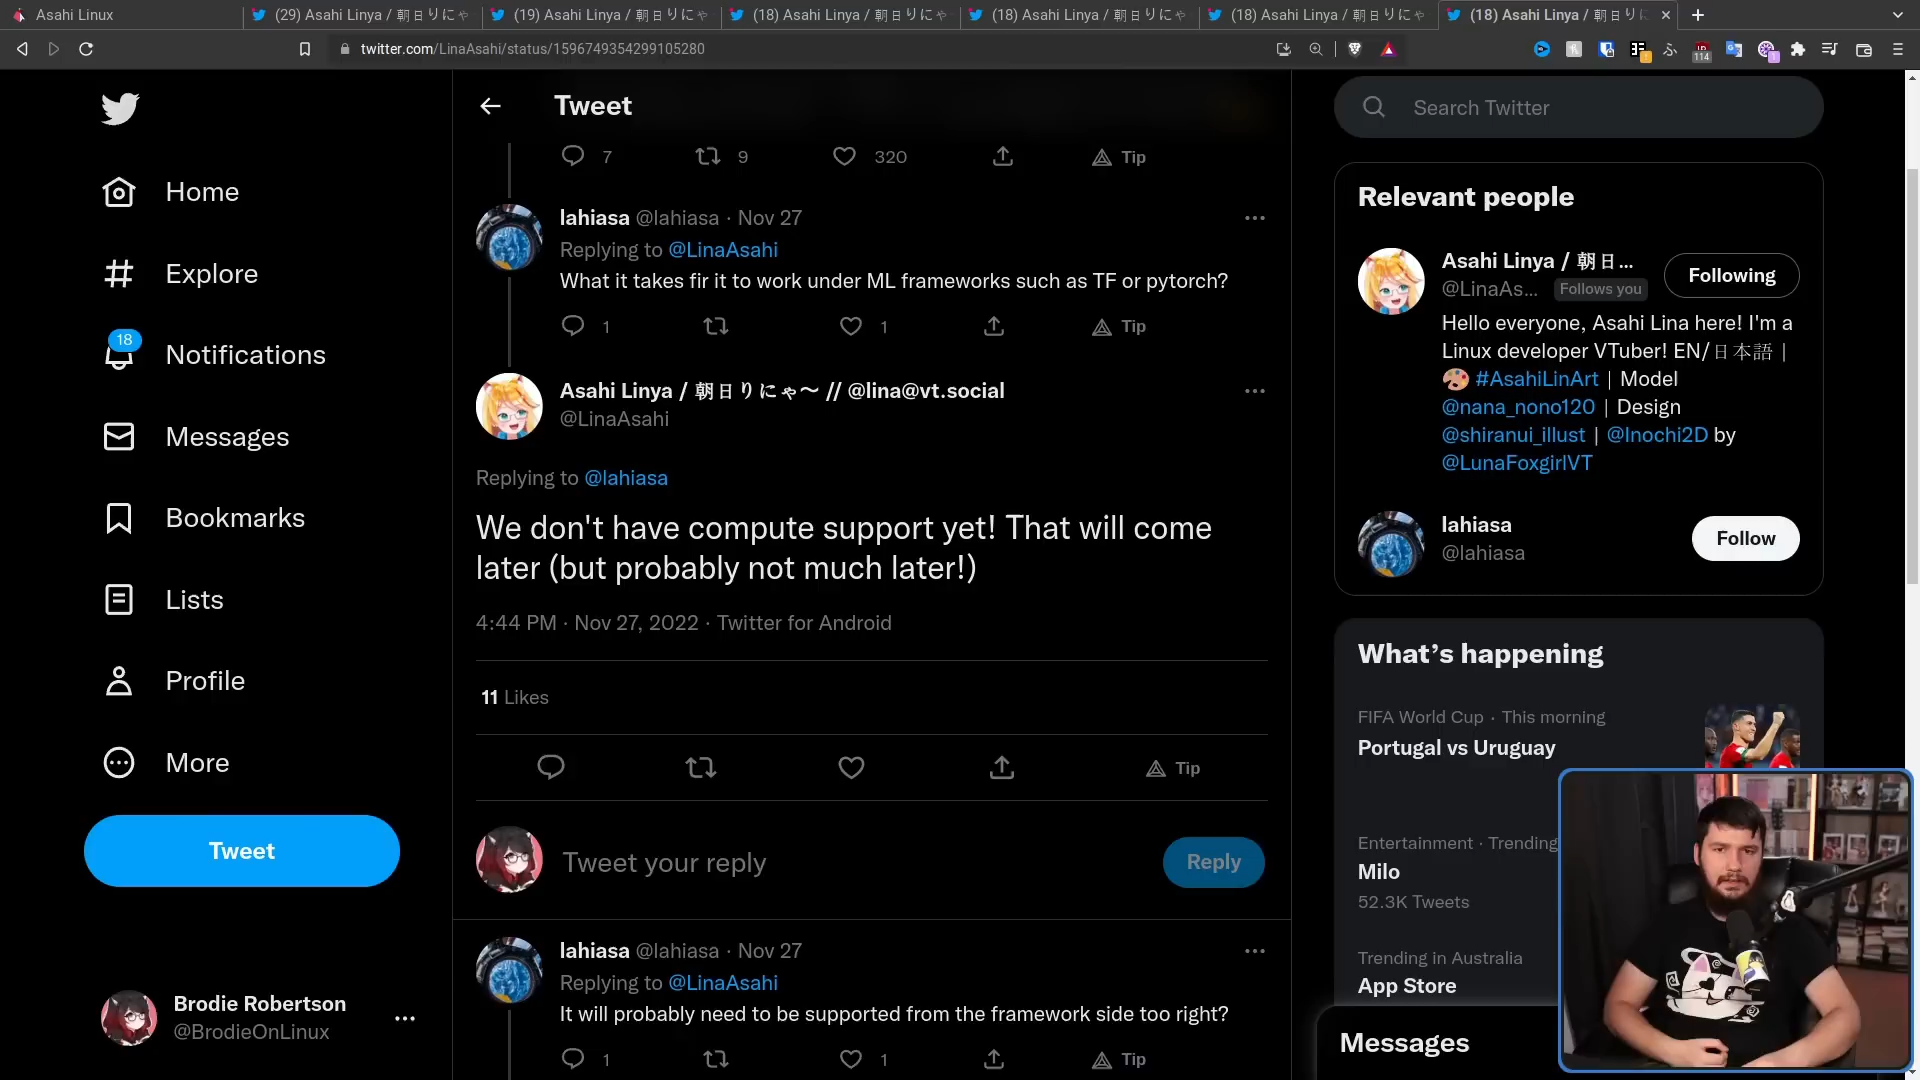 Asahi Linux
(29) Asahi Linya / 朝日りにゃ
(19) Asahi Linya / 朝日りにゃ
(18) Asahi Linya / 朝日りにゃ
(18) Asahi Linya / 朝日りにゃ
(18) Asahi Linya / 朝日りにゃ
(18) Asahi Linya / 朝日りに
twitter.com/LinaAsahi/status/1596749354299105280
114
1
Home
Explore
18
Notifications
Messages
Bookmarks
Lists
Profile
More
Tweet
Brodie Robertson
@BrodieOnLinux
Tweet
7
9
320
Tip
lahiasa @lahiasa · Nov 27
Replying to @LinaAsahi
What it takes fir it to work under ML frameworks such as TF or pytorch?
1
1
Tip
Asahi Linya / 朝日りにゃ〜 // @lina@vt.social
@LinaAsahi
Replying to @lahiasa
We don't have compute support yet! That will come
later (but probably not much later!)
4:44 PM · Nov 27, 2022 · Twitter for Android
11 Likes
Tip
Tweet your reply
Reply
lahiasa @lahiasa · Nov 27
Replying to @LinaAsahi
It will probably need to be supported from the framework side too right?
1
1
Tip
Search Twitter
Relevant people
Asahi Linya / 朝日...
@LinaAs...
Follows you
Following
Hello everyone, Asahi Lina here! I'm a
Linux developer VTuber! EN/日本語 |
#AsahiLinArt | Model
@nana_nono120 | Design
@shiranui_illust | @Inochi2D by
@LunaFoxgirlVT
lahiasa
@lahiasa
Follow
What's happening
FIFA World Cup · This morning
Portugal vs Uruguay
Entertainment · Trending
Milo
52.3K Tweets
Trending in Australia
App Store
Messages